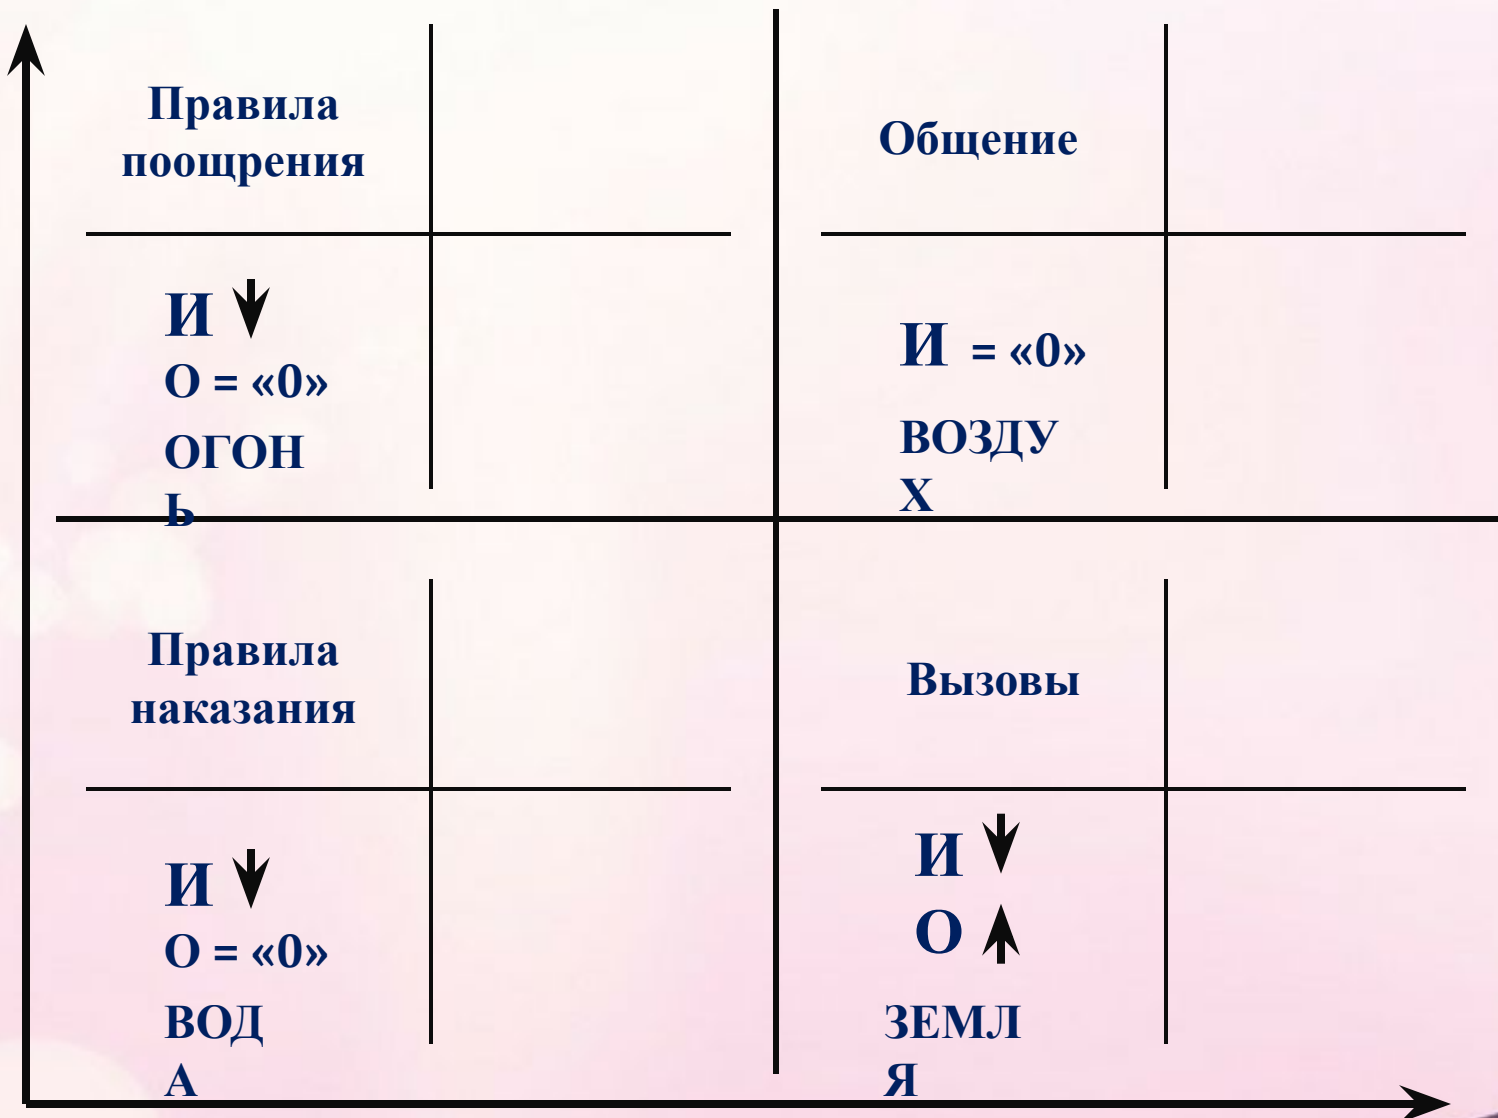 Правила
поощрения
И
О = «0»
ОГОН
Ь
Общение
И = «0»
ВОЗДУ
Х
Правила
наказания
И
О = «0»
ВОД
А
Вызовы
И
О
ЗЕМЛ
Я